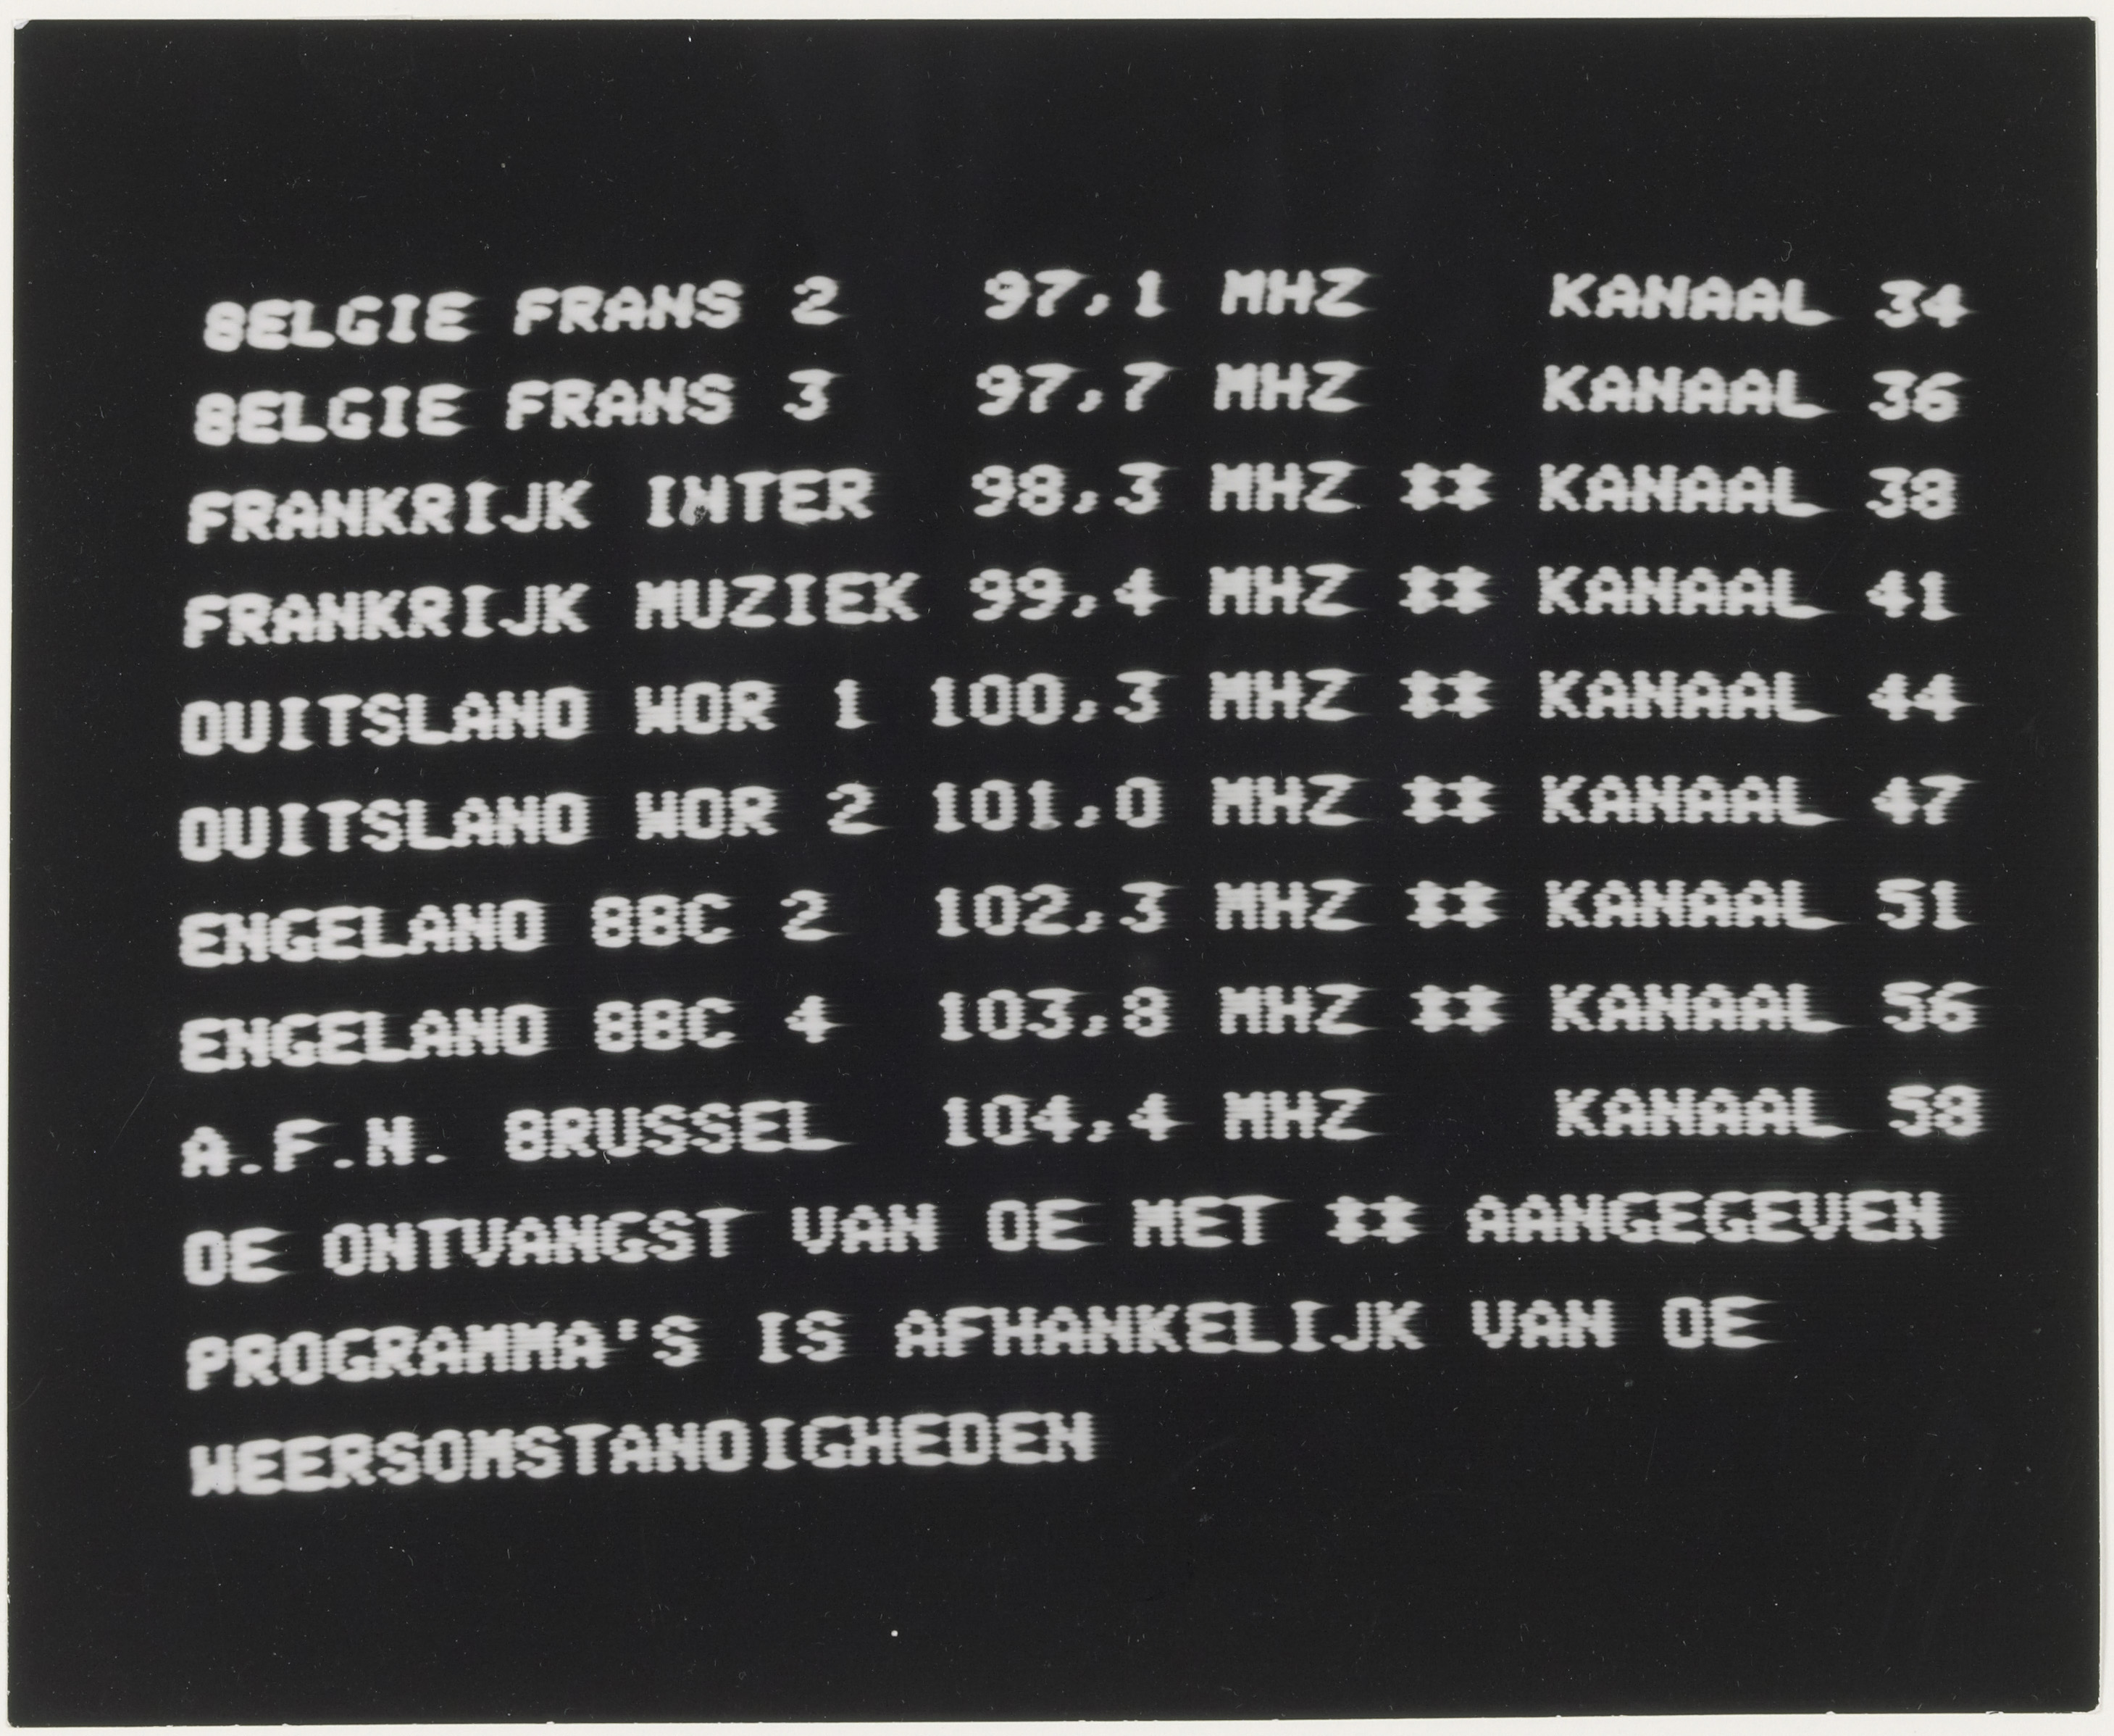 BELGIE FRANS 2 97,1 MHZ KANAAL 34
BELGIE FRANS 3 97,7 MHZ KANAAL 36
FRANKRIJK INTER 98,3 MHZ ** KANAAL 38
FRANKRIJK MUZIEK 99,4 MHZ ** KANAAL 41
DUITSLAND WDR 1 100,3 MHZ ** KANAAL 44
DUITSLAND WDR 2 101,0 MHZ ** KANAAL 47
ENGELAND BBC 2 102,3 MHZ ** KANAAL 51
ENGELAND BBC 4 103,8 MHZ ** KANAAL 56
A.F.N. BRUSSEL 104,4 MHZ KANAAL 58
DE ONTVANGST VAN DE MET ** AANGEGEVEN
PROGRAMMA'S IS AFHANKELIJK VAN DE
WEERSOMSTANDIGHEDEN